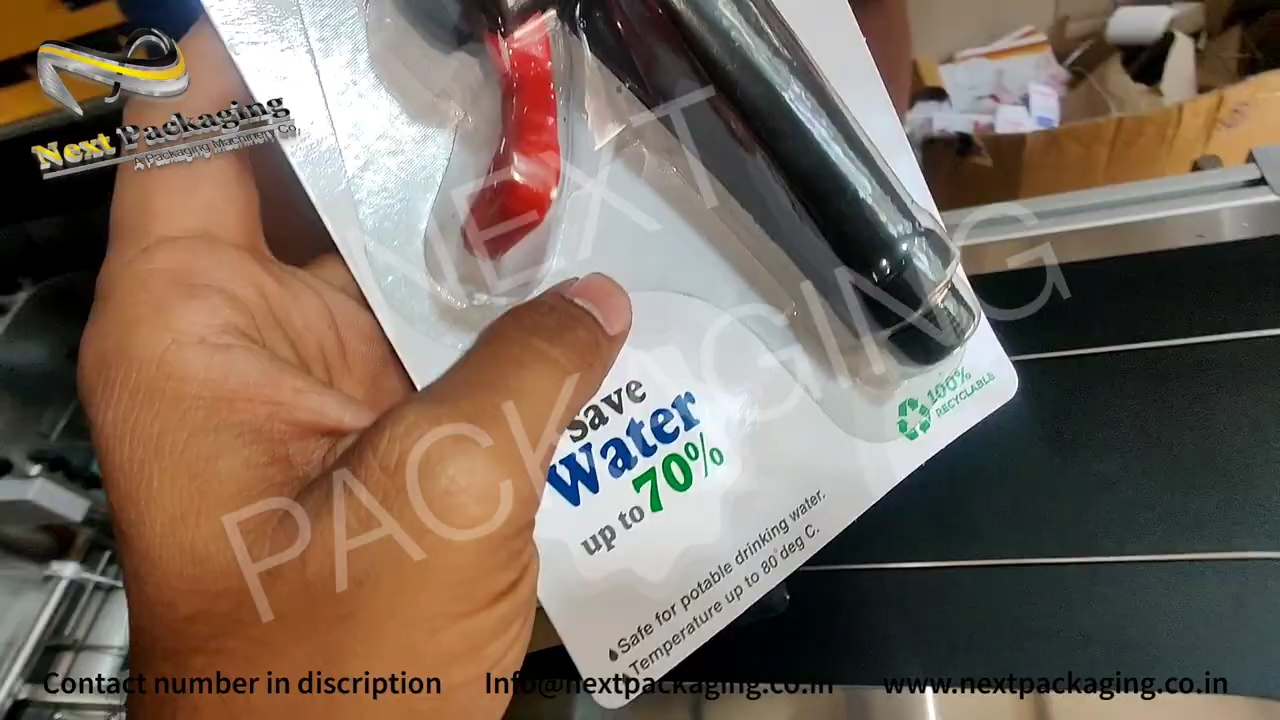 Next Packaging
A Packaging Machinery Co,
NEXT
PACKAGING
save
Water
up to 70%
100%
RECYCLABLE
Safe for potable drinking water.
Temperature up to 80 deg C.
Contact number in discription
Info@nextpackaging.co.in
www.nextpackaging.co.in